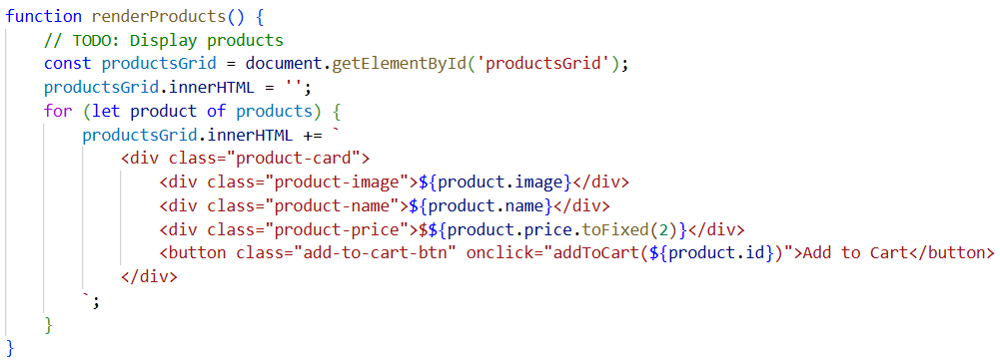 function renderProducts() {
    // TODO: Display products
    const productsGrid = document.getElementById('productsGrid');
    productsGrid.innerHTML = '';
    for (let product of products) {
        productsGrid.innerHTML += `
            <div class="product-card">
                <div class="product-image">${product.image}</div>
                <div class="product-name">${product.name}</div>
                <div class="product-price">$${product.price.toFixed(2)}</div>
                <button class="add-to-cart-btn" onclick="addToCart(${product.id})">Add to Cart</button>
            </div>
        `;
    }
}